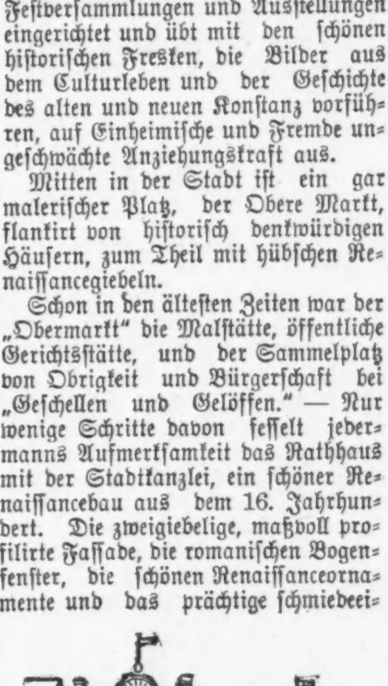 Festversammlungen und Ausstellungen
eingerichtet und übt mit den schönen
historischen Fresken, die Bilder aus
dem Culturleben und der Geschichte
des alten und neuen Konstanz vorfüh-
ren, auf Einheimische und Fremde un-
geschwächte Anziehungskraft aus.
Mitten in der Stadt ist ein gar
malerischer Platz, der Obere Markt,
flankirt von historisch denkwürdigen
Häusern, zum Theil mit hübschen Re-
naissancegiebeln.
Schon in den ältesten Zeiten war der
„Obermarkt“ die Malstätte, öffentliche
Gerichtsstätte, und der Sammelplatz
von Obrigkeit und Bürgerschaft bei
„Geschellen und Gelöffen.“ — Nur
wenige Schritte davon fesselt jeder-
manns Aufmerksamkeit das Rathhaus
mit der Stadtkanzlei, ein schöner Re-
naissancebau aus dem 16. Jahrhun-
dert. Die zweigiebelige, maßvoll pro-
filirte Fassade, die romanischen Bogen-
fenster, die schönen Renaissanceorna-
mente und das prächtige schmiedeei-